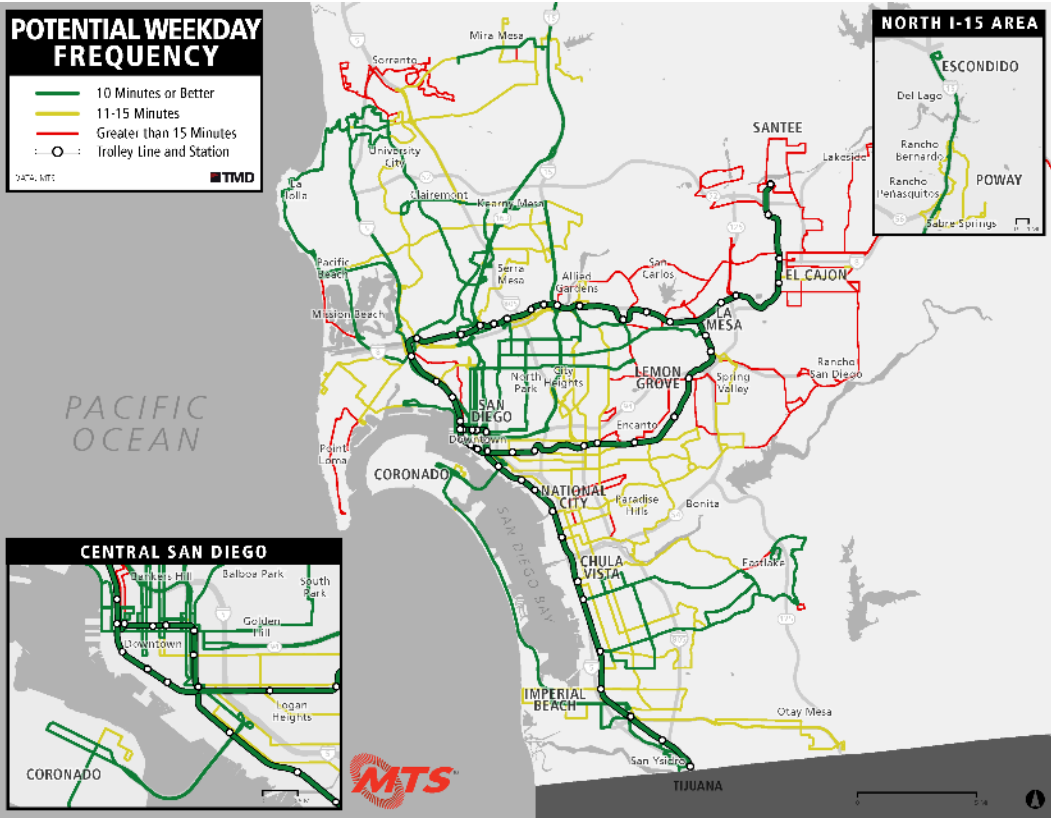 POTENTIAL WEEKDAY
FREQUENCY
10 Minutes or Better
11-15 Minutes
Greater than 15 Minutes
Trolley Line and Station
DATA: MTS
TMD
NORTH I-15 AREA
ESCONDIDO
Del Lago
Rancho
Bernardo
Rancho
Peñasquitos
POWAY
Sabre Springs
Mira Mesa
Sorrento
SANTEE
Lakeside
University
City
La
Jolla
Clairemont
Kearny Mesa
Pacific
Beach
Serra
Mesa
Allied
Gardens
San
Carlos
EL CAJON
Mission Beach
LA
MESA
Rancho
San Diego
LEMON
GROVE
Spring
Valley
City
Heights
North
Park
SAN
DIEGO
Downtown
Encanto
PACIFIC
OCEAN
Point
Loma
CORONADO
NATIONAL
CITY
Paradise
Hills
Bonita
SAN DIEGO BAY
CHULA
VISTA
Eastlake
IMPERIAL
BEACH
Otay Mesa
San Ysidro
TIJUANA
CENTRAL SAN DIEGO
Bankers Hill
Balboa Park
South
Park
Golden
Hill
Downtown
Logan
Heights
CORONADO
MTS